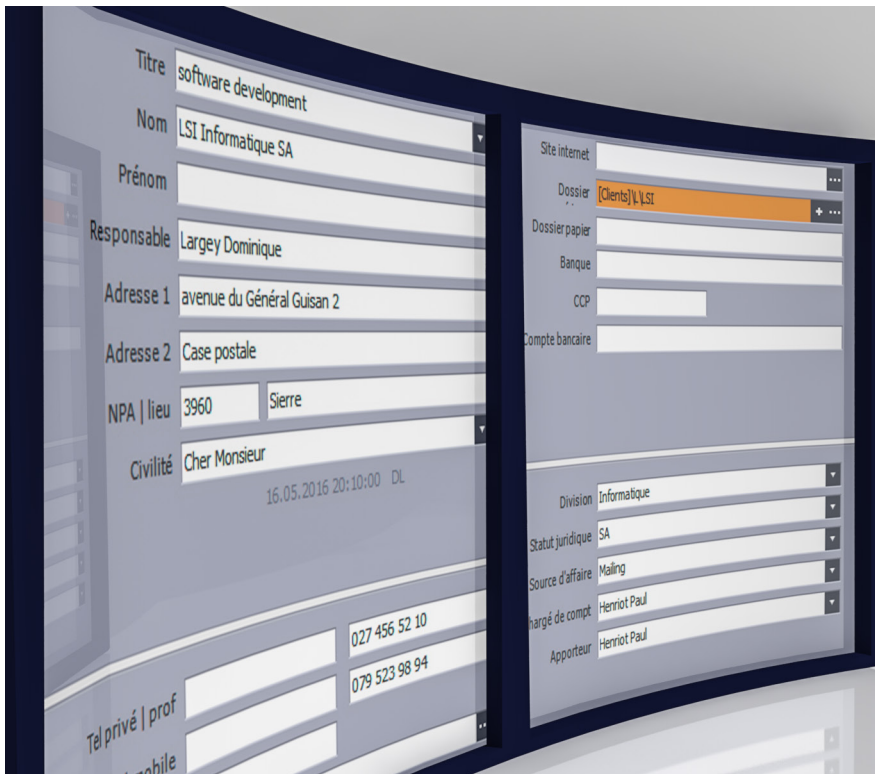 Titre software development
Nom LSI Informatique SA
Prénom
Responsable Largey Dominique
Adresse 1 avenue du Général Guisan 2
Adresse 2 Case postale
NPA | lieu 3960 Sierre
Civilité Cher Monsieur
16.05.2016 20:10:00 DL
Tel privé | prof 027 456 52 10
079 523 98 94
Site internet
Dossier [Clients]\L\LSI
Dossier papier
Banque
CCP
Compte bancaire
Division Informatique
Statut juridique SA
Source d'affaire Mailing
hargé de compt Henriot Paul
Apporteur Henriot Paul